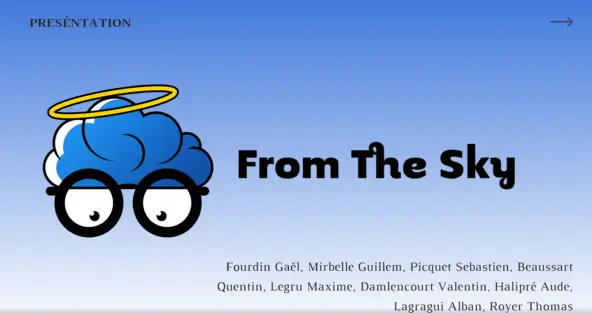 PRESÉNTATION
From The Sky
Fourdin Gaël, Mirbelle Guillem, Picquet Sebastien, Beaussart
Quentin, Legru Maxime, Damlencourt Valentin, Halipré Aude,
Lagragui Alban, Royer Thomas